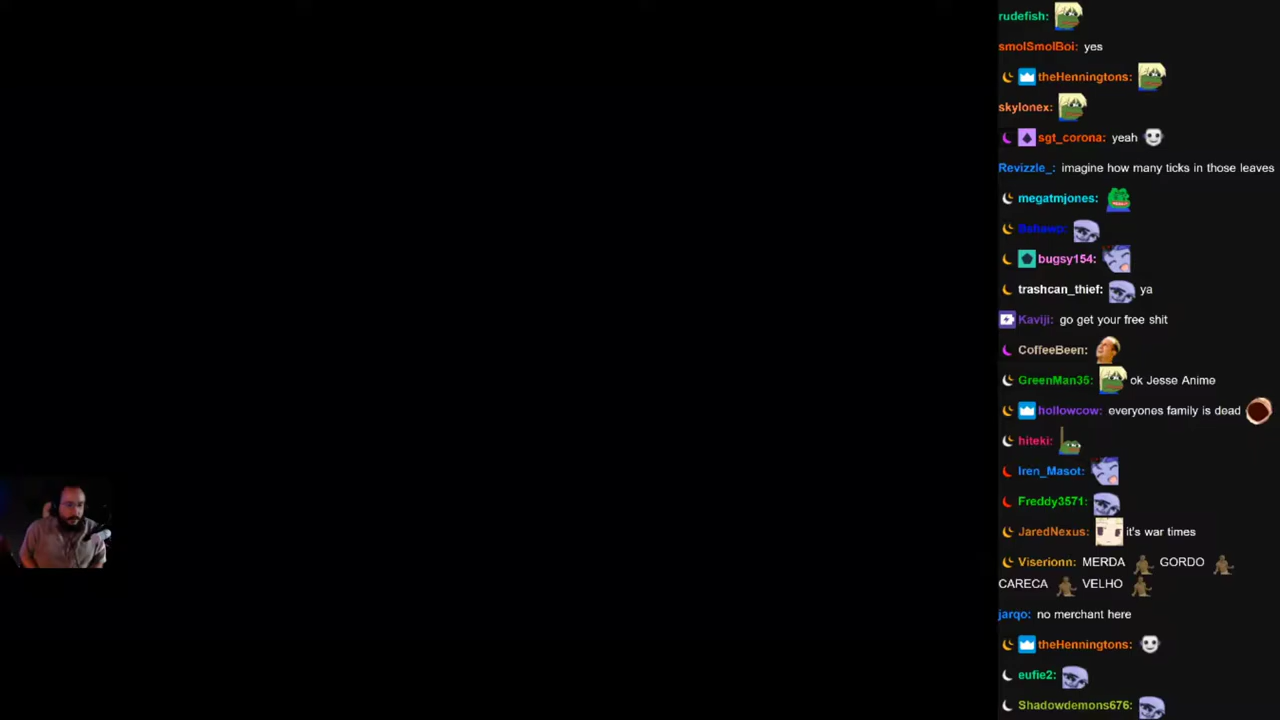 rudefish:
smolSmolBoi: yes
theHenningtons:
skylonex:
sgt_corona: yeah
Revizzle_: imagine how many ticks in those leaves
megatmjones:
bugsy154:
trashcan_thief: ya
Kaviji: go get your free shit
CoffeeBeen:
GreenMan35: ok Jesse Anime
hollowcow: everyones family is dead
hiteki:
Iren_Masot:
Freddy3571:
JaredNexus: it's war times
Viserionn: MERDA GORDO
CARECA VELHO
jarqo: no merchant here
theHenningtons:
eufie2:
Shadowdemons676: